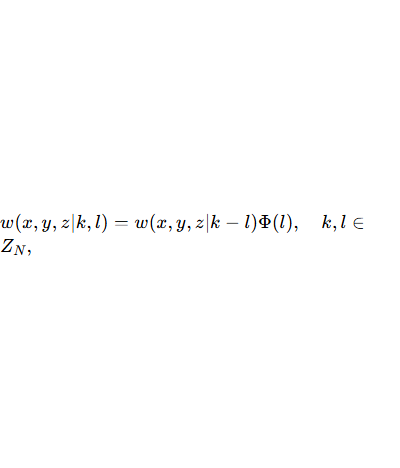 w(x, y, z|k, l) = w(x, y, z|k − l)Φ(l),    k, l ∈
Z_N,